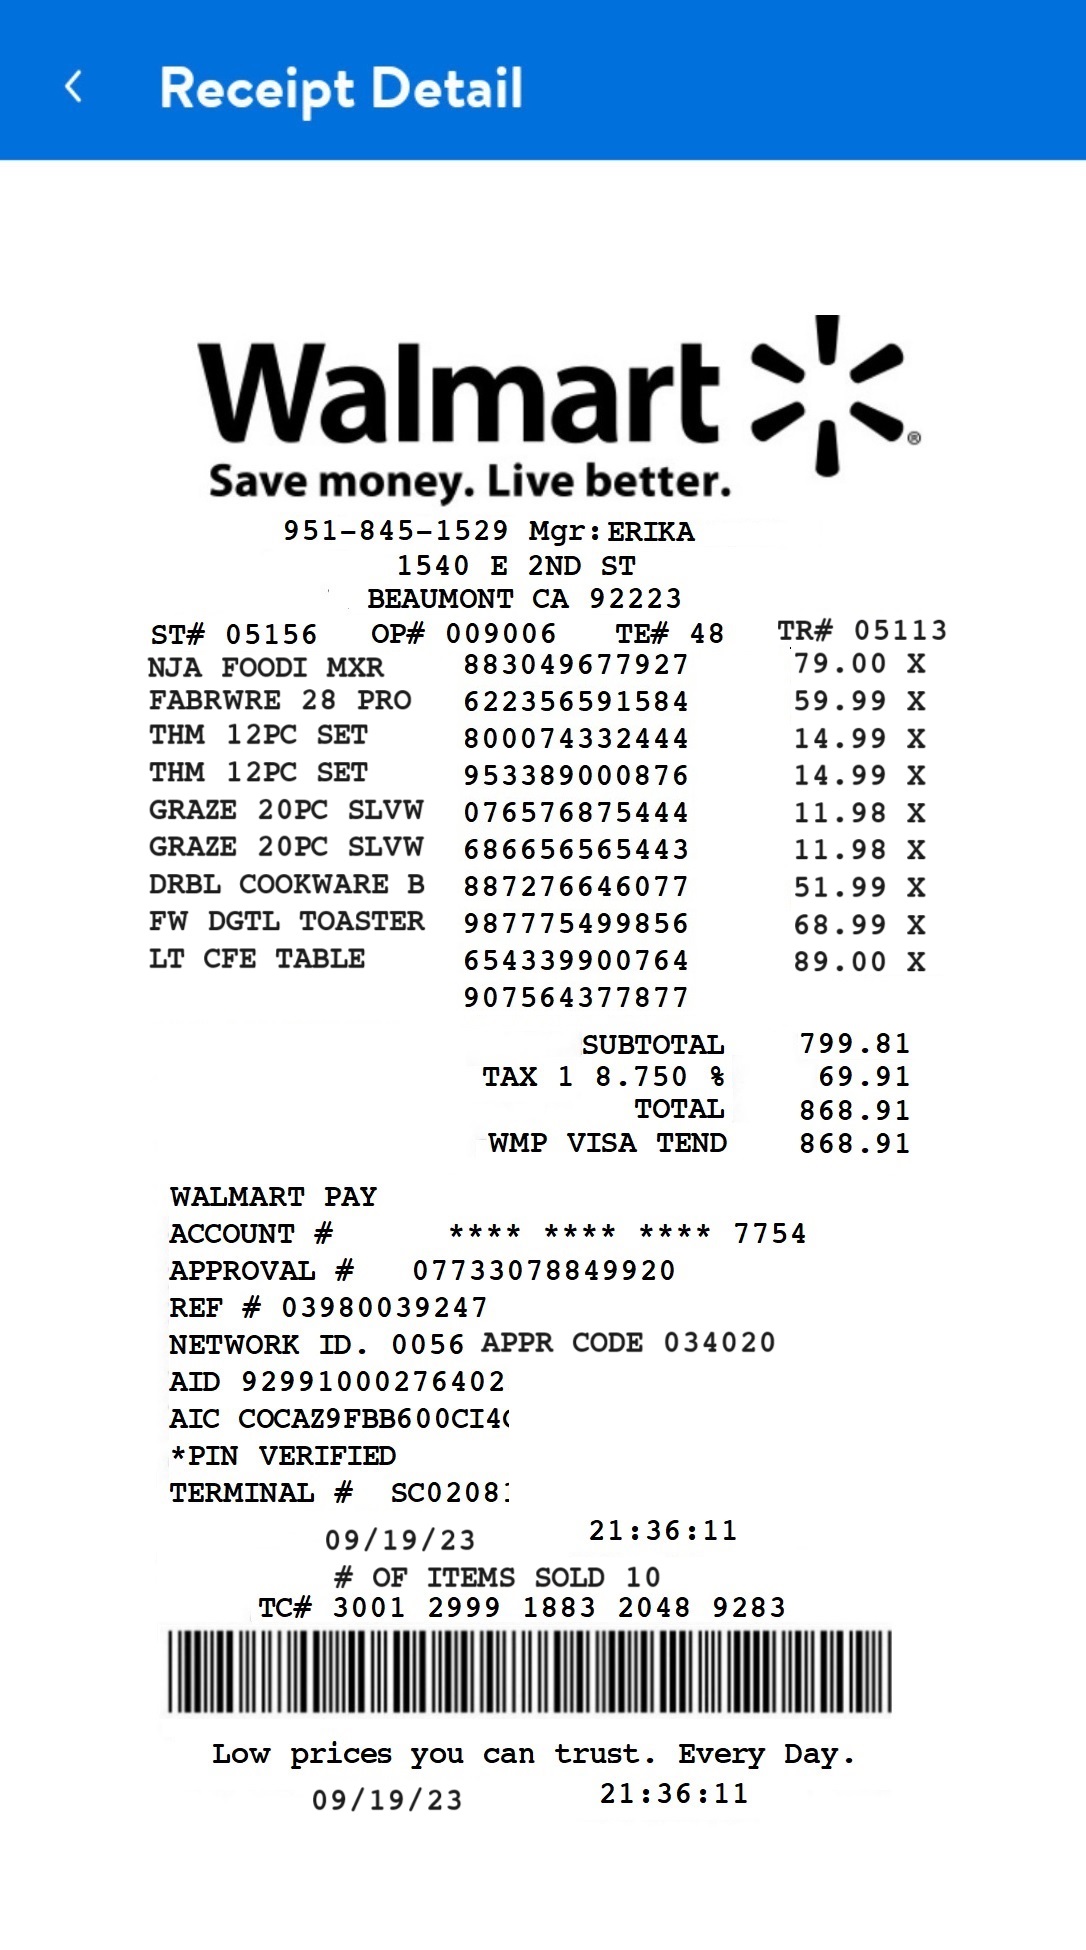 Receipt Detail
Walmart
Save money. Live better.
951-845-1529 Mgr:ERIKA
1540 E 2ND ST
BEAUMONT CA 92223
ST# 05156 OP# 009006 TE# 48 TR# 05113
NJA FOODI MXR 883049677927 79.00 X
FABRWRE 28 PRO 622356591584 59.99 X
THM 12PC SET 800074332444 14.99 X
THM 12PC SET 953389000876 14.99 X
GRAZE 20PC SLVW 076576875444 11.98 X
GRAZE 20PC SLVW 686656565443 11.98 X
DRBL COOKWARE B 887276646077 51.99 X
FW DGTL TOASTER 987775499856 68.99 X
LT CFE TABLE 654339900764 89.00 X
907564377877
SUBTOTAL 799.81
TAX 1 8.750 % 69.91
TOTAL 868.91
WMP VISA TEND 868.91
WALMART PAY
ACCOUNT # **** **** **** 7754
APPROVAL # 07733078849920
REF # 03980039247
NETWORK ID. 0056 APPR CODE 034020
AID 92991000276402
AIC
*PIN VERIFIED
TERMINAL #
09/19/23 21:36:11
# OF ITEMS SOLD 10
TC# 3001 2999 1883 2048 9283
Low prices you can trust. Every Day.
09/19/23 21:36:11